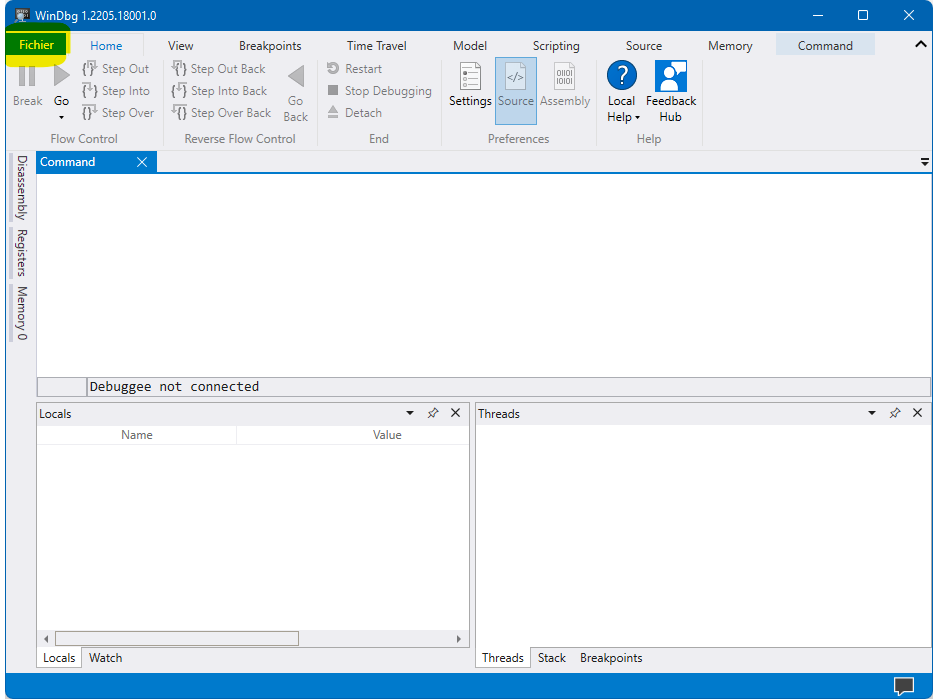 WinDbg 1.2205.18001.0
Fichier Home View Breakpoints Time Travel Model Scripting Source Memory Command
Break
Go
Step Out
Step Into
Step Over
Flow Control
Step Out Back
Step Into Back
Step Over Back
Go
Back
Reverse Flow Control
Restart
Stop Debugging
Detach
End
Settings
Source
Assembly
Preferences
Local
Help
Feedback
Hub
Help
Disassembly
Registers
Memory 0
Command
Debuggee not connected
Locals
Name Value
Locals Watch
Threads
Threads Stack Breakpoints